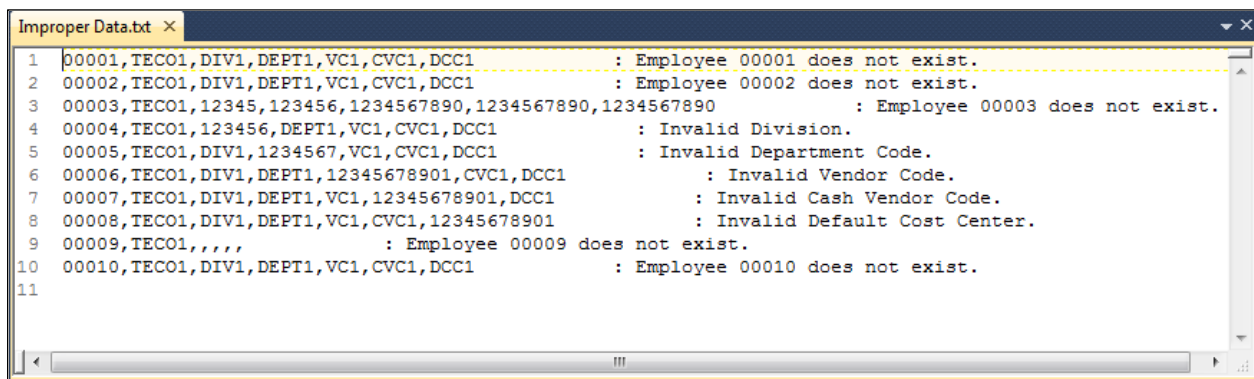 Improper Data.txt
1 00001,TECO1,DIV1,DEPT1,VC1,CVC1,DCC1 : Employee 00001 does not exist.
2 00002,TECO1,DIV1,DEPT1,VC1,CVC1,DCC1 : Employee 00002 does not exist.
3 00003,TECO1,12345,123456,1234567890,1234567890,1234567890 : Employee 00003 does not exist.
4 00004,TECO1,123456,DEPT1,VC1,CVC1,DCC1 : Invalid Division.
5 00005,TECO1,DIV1,1234567,VC1,CVC1,DCC1 : Invalid Department Code.
6 00006,TECO1,DIV1,DEPT1,12345678901,CVC1,DCC1 : Invalid Vendor Code.
7 00007,TECO1,DIV1,DEPT1,VC1,12345678901,DCC1 : Invalid Cash Vendor Code.
8 00008,TECO1,DIV1,DEPT1,VC1,CVC1,12345678901 : Invalid Default Cost Center.
9 00009,TECO1,,,,, : Employee 00009 does not exist.
10 00010,TECO1,DIV1,DEPT1,VC1,CVC1,DCC1 : Employee 00010 does not exist.
11